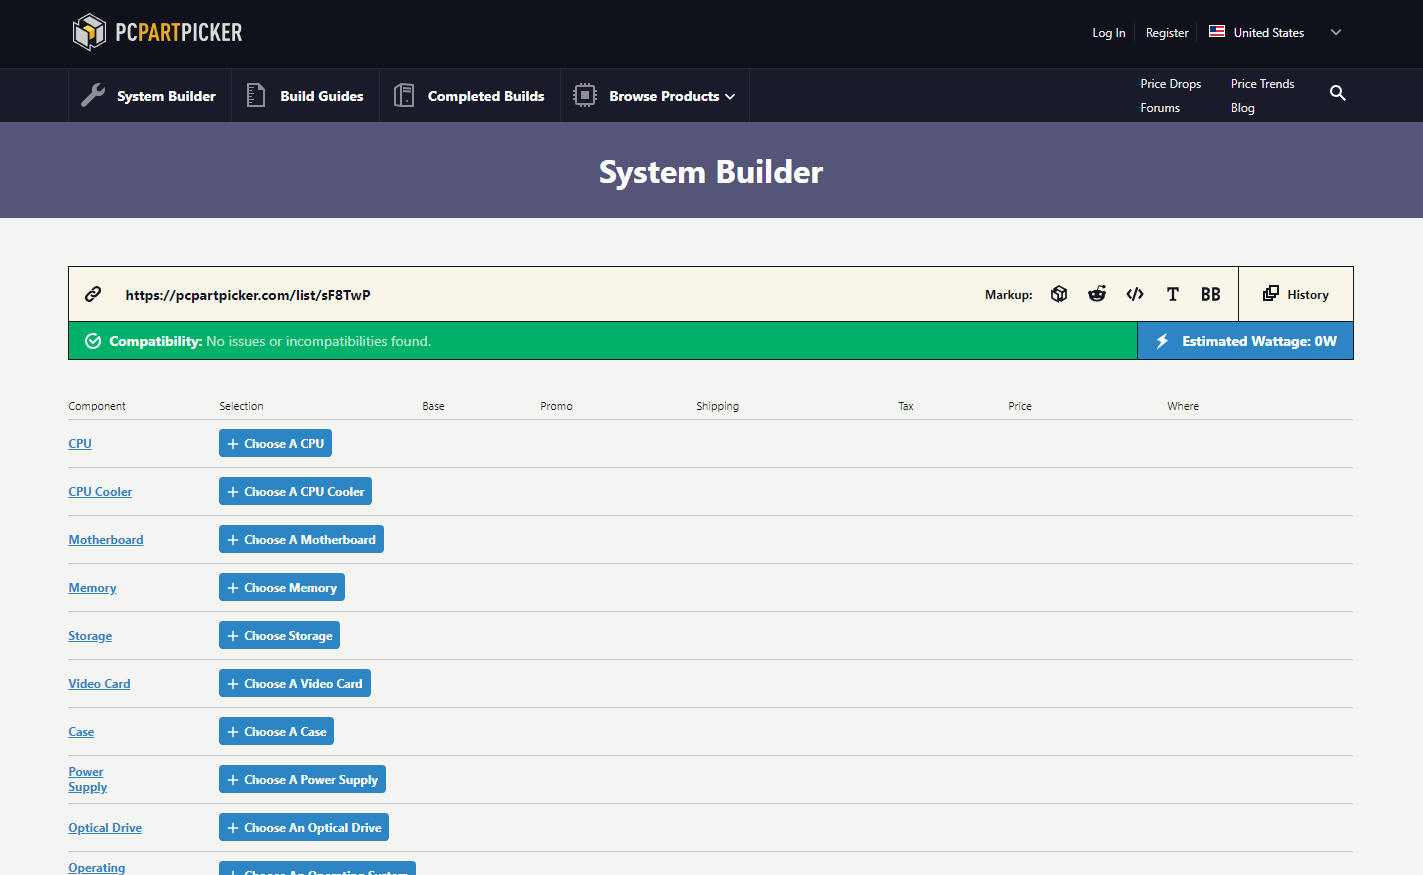 PCPARTPICKER
Log In Register United States
System Builder Build Guides Completed Builds Browse Products
Price Drops Price Trends
Forums Blog
System Builder
https://pcpartpicker.com/list/sF8TwP Markup: T BB History
Compatibility: No issues or incompatibilities found. Estimated Wattage: 0W
Component Selection Base Promo Shipping Tax Price Where
CPU + Choose A CPU
CPU Cooler + Choose A CPU Cooler
Motherboard + Choose A Motherboard
Memory + Choose Memory
Storage + Choose Storage
Video Card + Choose A Video Card
Case + Choose A Case
Power
Supply + Choose A Power Supply
Optical Drive + Choose An Optical Drive
Operating
+ Choose An Operating System